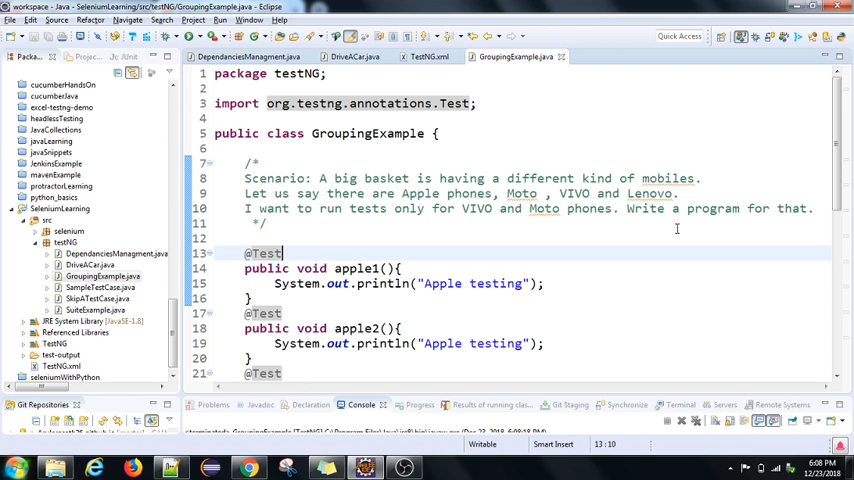 workspace - Java - SeleniumLearning/src/testNG/GroupingExample.java - Eclipse
File Edit Source Refactor Navigate Search Project Run Window Help
Quick Access
Packa... Projec... JUnit
DependanciesManagment.java DriveACar.java TestNG.xml GroupingExample.java
cucumberHandsOn
cucumberJava
excel-testng-demo
headlessTesting
JavaCollections
javaLearning
javaSnippets
JenkinsExample
mavenExample
protractorLearning
python_basics
SeleniumLearning
src
selenium
testNG
DependanciesManagment.java
DriveACar.java
GroupingExample.java
SampleTestCase.java
SkipATestCase.java
SuiteExample.java
JRE System Library [JavaSE-1.8]
Referenced Libraries
TestNG
test-output
TestNG.xml
seleniumWithPython
1 package testNG;
2
3 import org.testng.annotations.Test;
4
5 public class GroupingExample {
6
7 /*
8 Scenario: A big basket is having a different kind of mobiles.
9 Let us say there are Apple phones, Moto , VIVO and Lenovo.
10 I want to run tests only for VIVO and Moto phones. Write a program for that.
11 */
12
13 @Test
14 public void apple1(){
15 System.out.println("Apple testing");
16 }
17 @Test
18 public void apple2(){
19 System.out.println("Apple testing");
20 }
21 @Test
Git Repositories
Problems Javadoc Declaration Console Progress Results of running clas... Git Staging Synchronize Terminal Servers Remote Systems
Writable Smart Insert 13 : 10
6:08 PM
12/23/2018